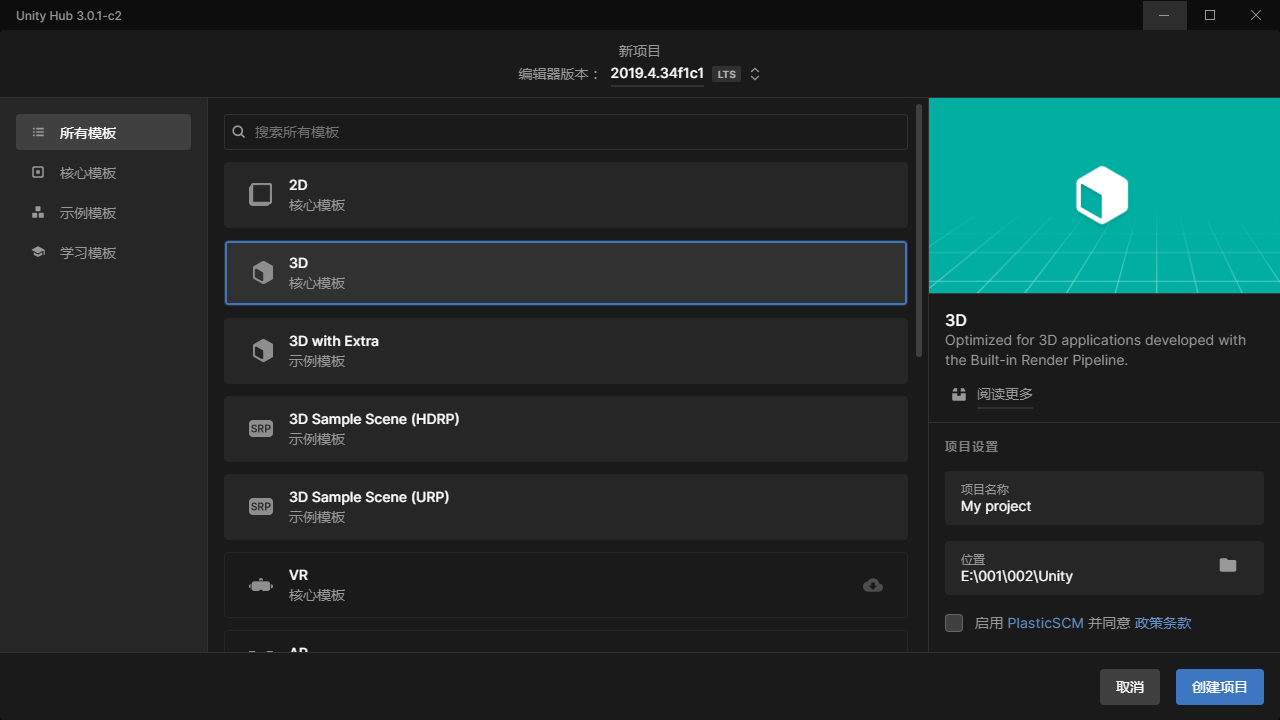 Unity Hub 3.0.1-c2
新项目
编辑器版本： 2019.4.34f1c1 LTS
所有模板
核心模板
示例模板
学习模板
搜索所有模板
2D
核心模板
3D
核心模板
3D with Extra
示例模板
SRP
3D Sample Scene (HDRP)
示例模板
SRP
3D Sample Scene (URP)
示例模板
VR
核心模板
AR
3D
Optimized for 3D applications developed with
the Built-in Render Pipeline.
阅读更多
项目设置
项目名称
My project
位置
E:\001\002\Unity
启用 PlasticSCM 并同意 政策条款
取消
创建项目